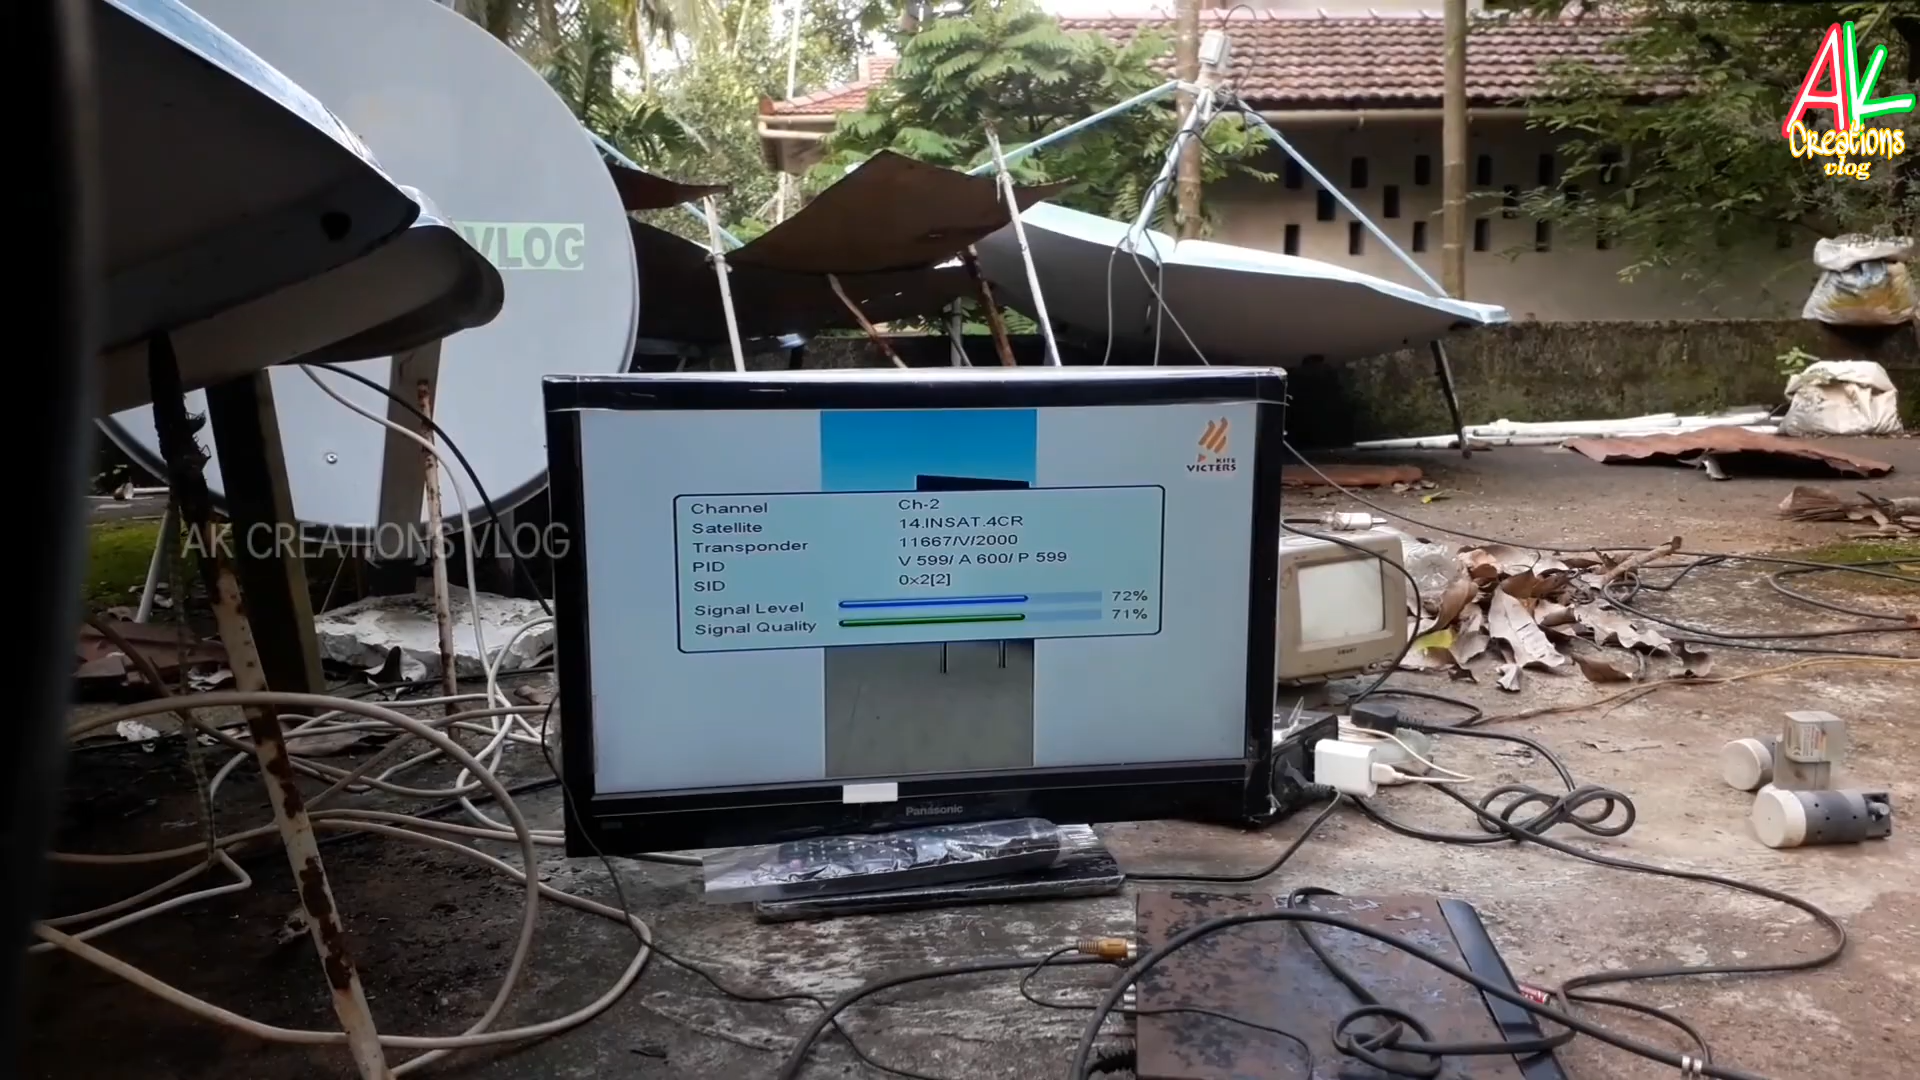 AK
Creations
vlog
VLOG
KITE
VICTERS
Channel Ch-2
Satellite 14.INSAT.4CR
Transponder 11667/V/2000
PID V 599/ A 600/ P 599
SID 0x2[2]
Signal Level 72%
Signal Quality 71%
AK CREATIONS VLOG
Panasonic